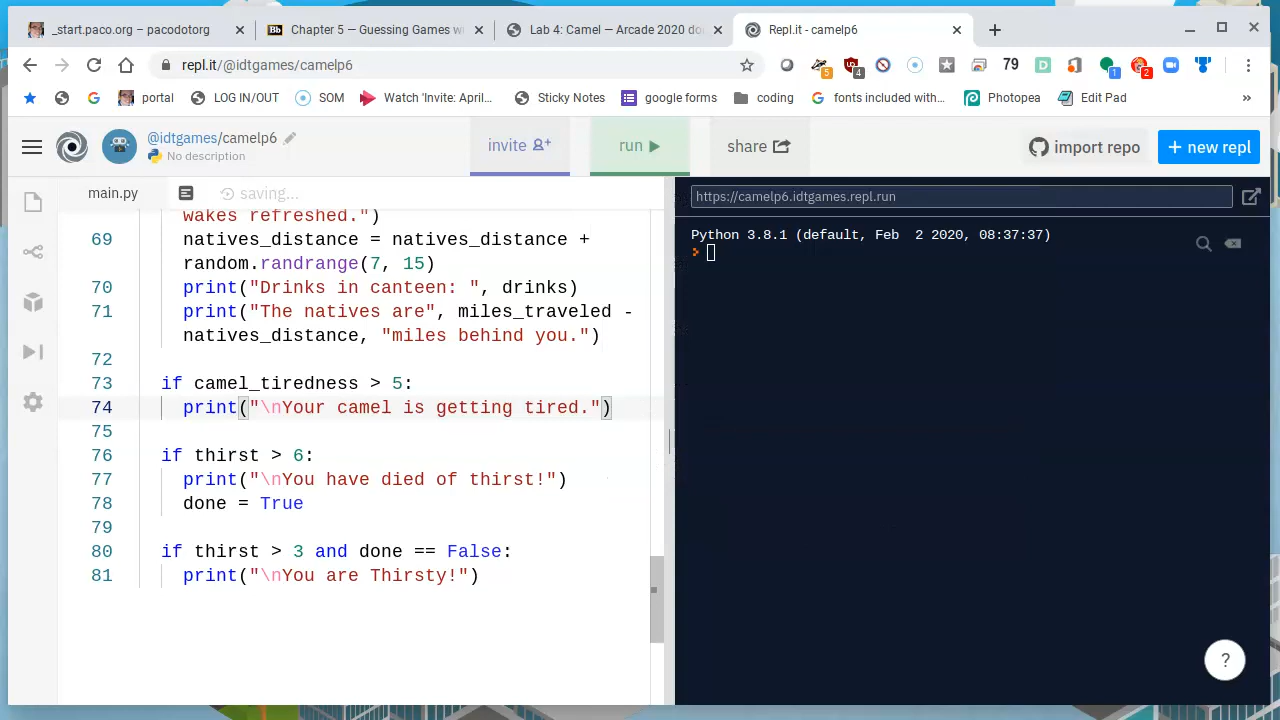 _start.paco.org – pacodotorg
Bb Chapter 5 — Guessing Games wi
Lab 4: Camel — Arcade 2020 do
Repl.it - camelp6
repl.it/@idtgames/camelp6
5
4
79
D
1
2
portal
LOG IN/OUT
SOM
Watch 'Invite: April...
Sticky Notes
google forms
coding
fonts included with...
Photopea
Edit Pad
»
@idtgames/camelp6
No description
invite
run
share
import repo
+ new repl
main.py
saving...
wakes refreshed.")
69 natives_distance = natives_distance +
random.randrange(7, 15)
70 print("Drinks in canteen: ", drinks)
71 print("The natives are", miles_traveled -
natives_distance, "miles behind you.")
72
73 if camel_tiredness > 5:
74 print("\nYour camel is getting tired.")
75
76 if thirst > 6:
77 print("\nYou have died of thirst!")
78 done = True
79
80 if thirst > 3 and done == False:
81 print("\nYou are Thirsty!")
https://camelp6.idtgames.repl.run
Python 3.8.1 (default, Feb  2 2020, 08:37:37)
>
?